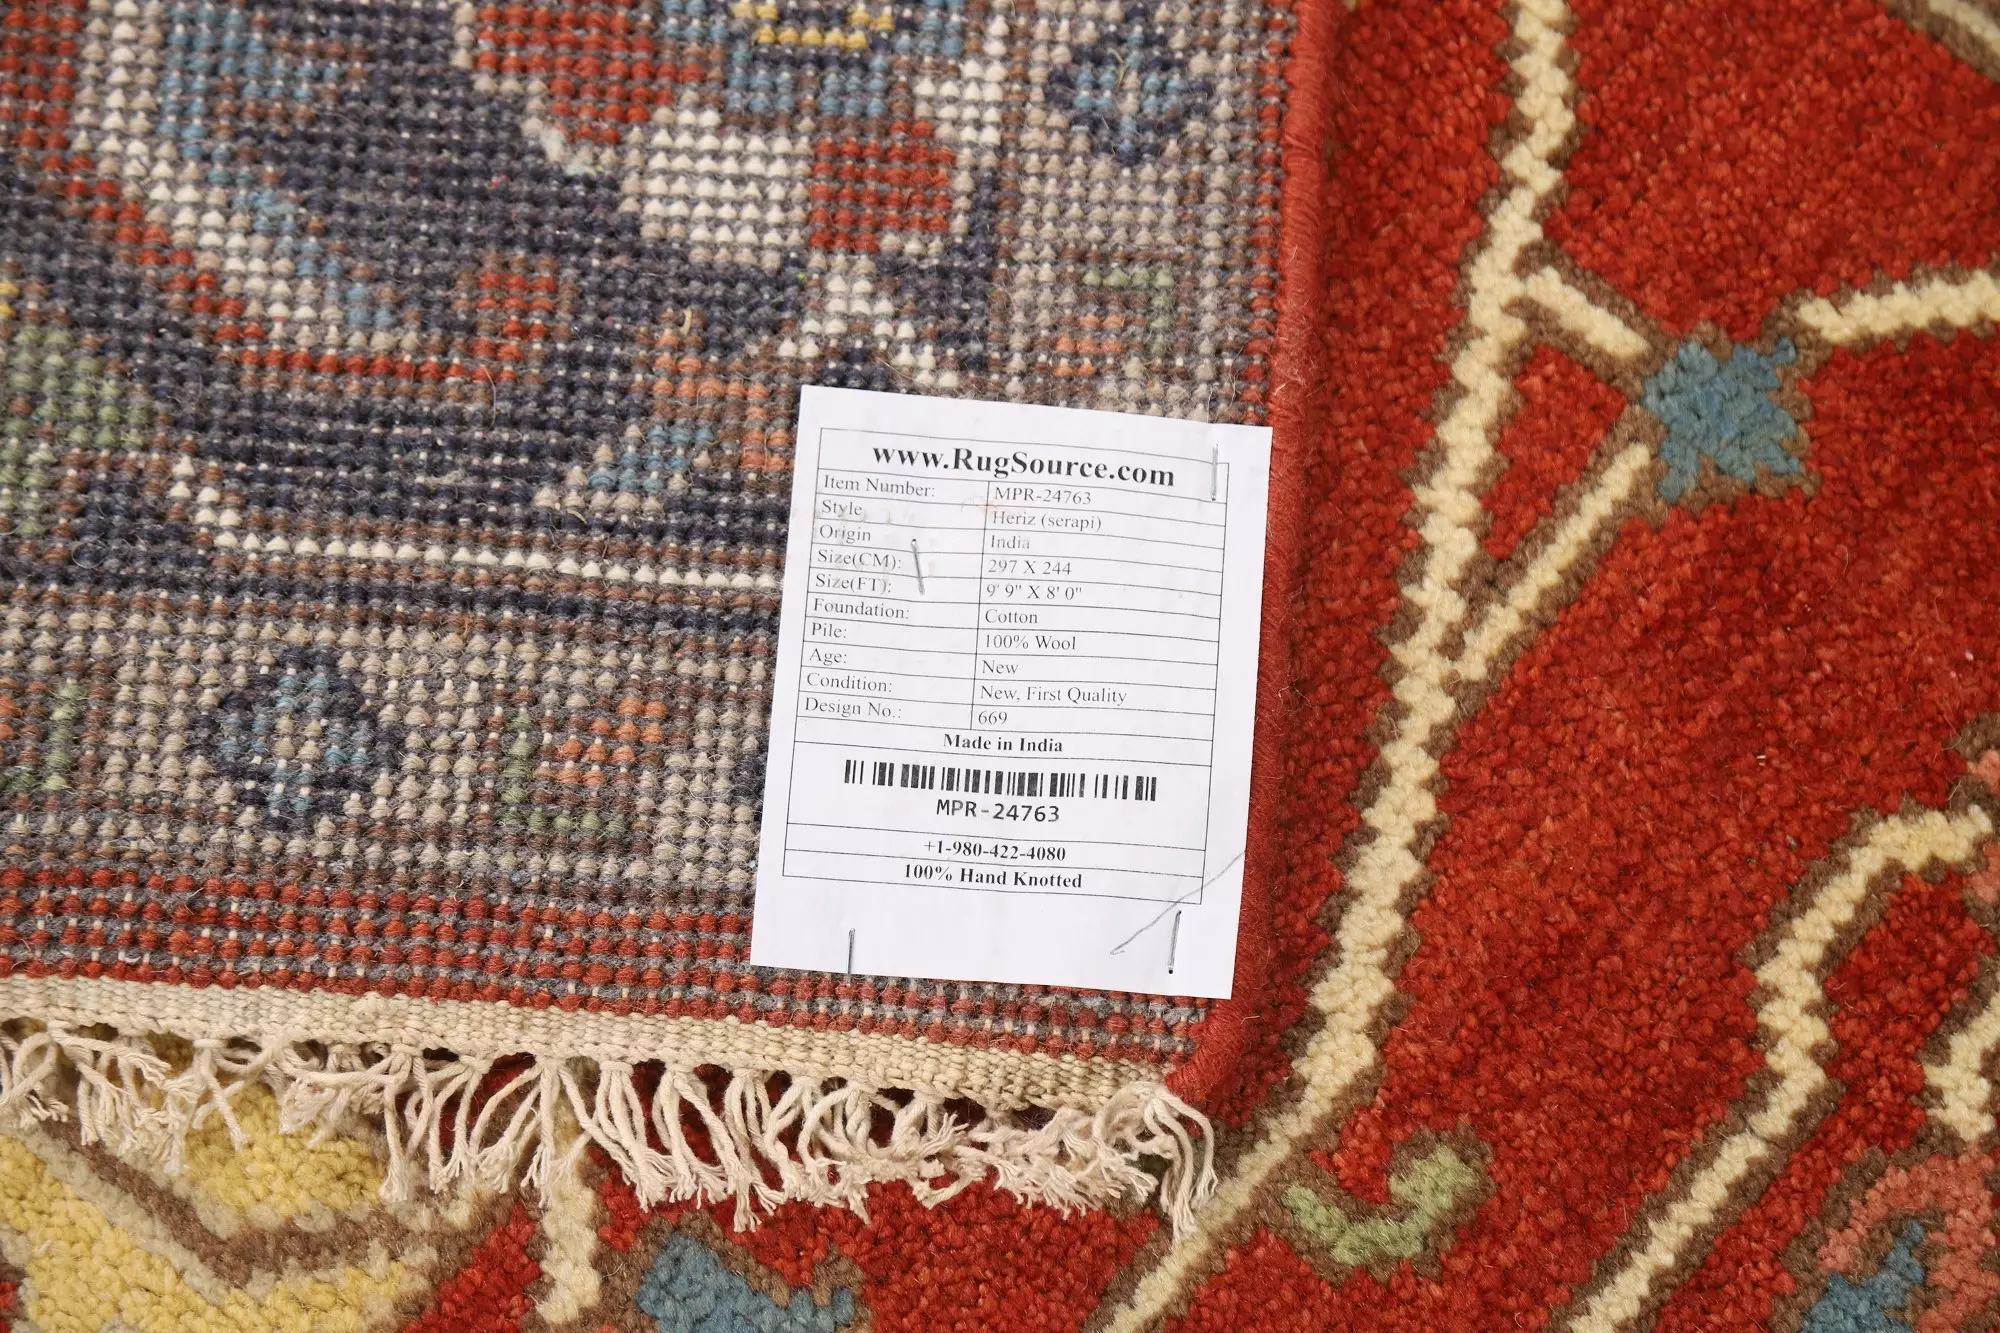 www.RugSource.com
Item Number: MPR-24763
Style Heriz (serapi)
Origin India
Size(CM): 297 X 244
Size(FT): 9' 9" X 8' 0"
Foundation: Cotton
Pile: 100% Wool
Age: New
Condition: New, First Quality
Design No.: 669
Made in India
MPR-24763
+1-980-422-4080
100% Hand Knotted